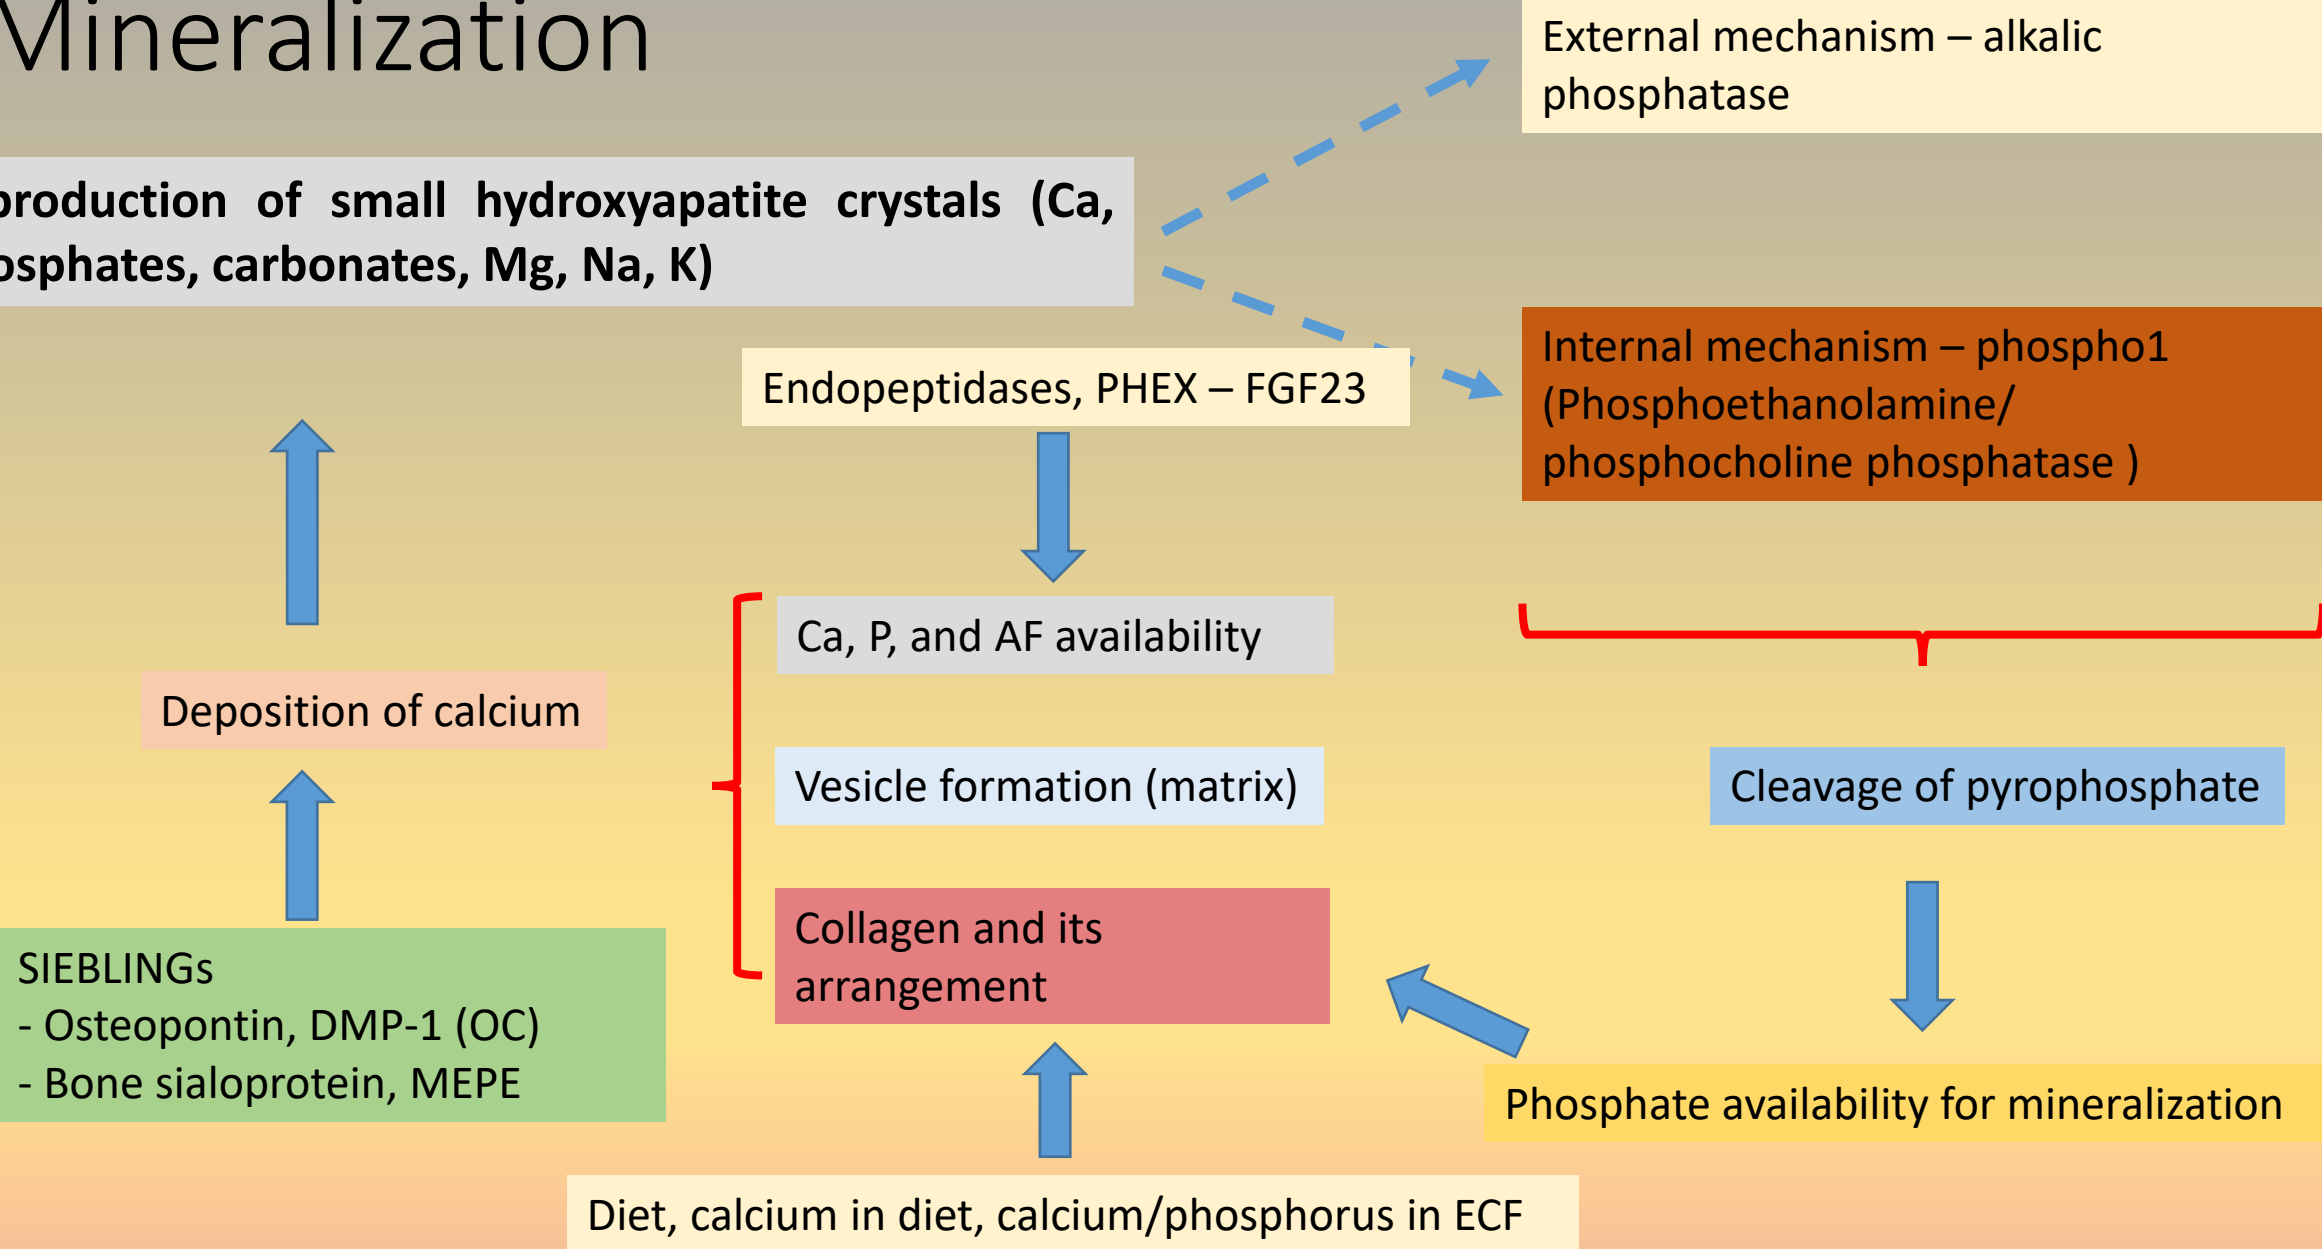 Mineralization
External mechanism – alkalic
phosphatase
production of small hydroxyapatite crystals (Ca,
osphates, carbonates, Mg, Na, K)
Internal mechanism – phospho1
(Phosphoethanolamine/
phosphocholine phosphatase )
Endopeptidases, PHEX – FGF23
Ca, P, and AF availability
Deposition of calcium
Vesicle formation (matrix)
Cleavage of pyrophosphate
Collagen and its
arrangement
SIEBLINGs
- Osteopontin, DMP-1 (OC)
- Bone sialoprotein, MEPE
Phosphate availability for mineralization
Diet, calcium in diet, calcium/phosphorus in ECF